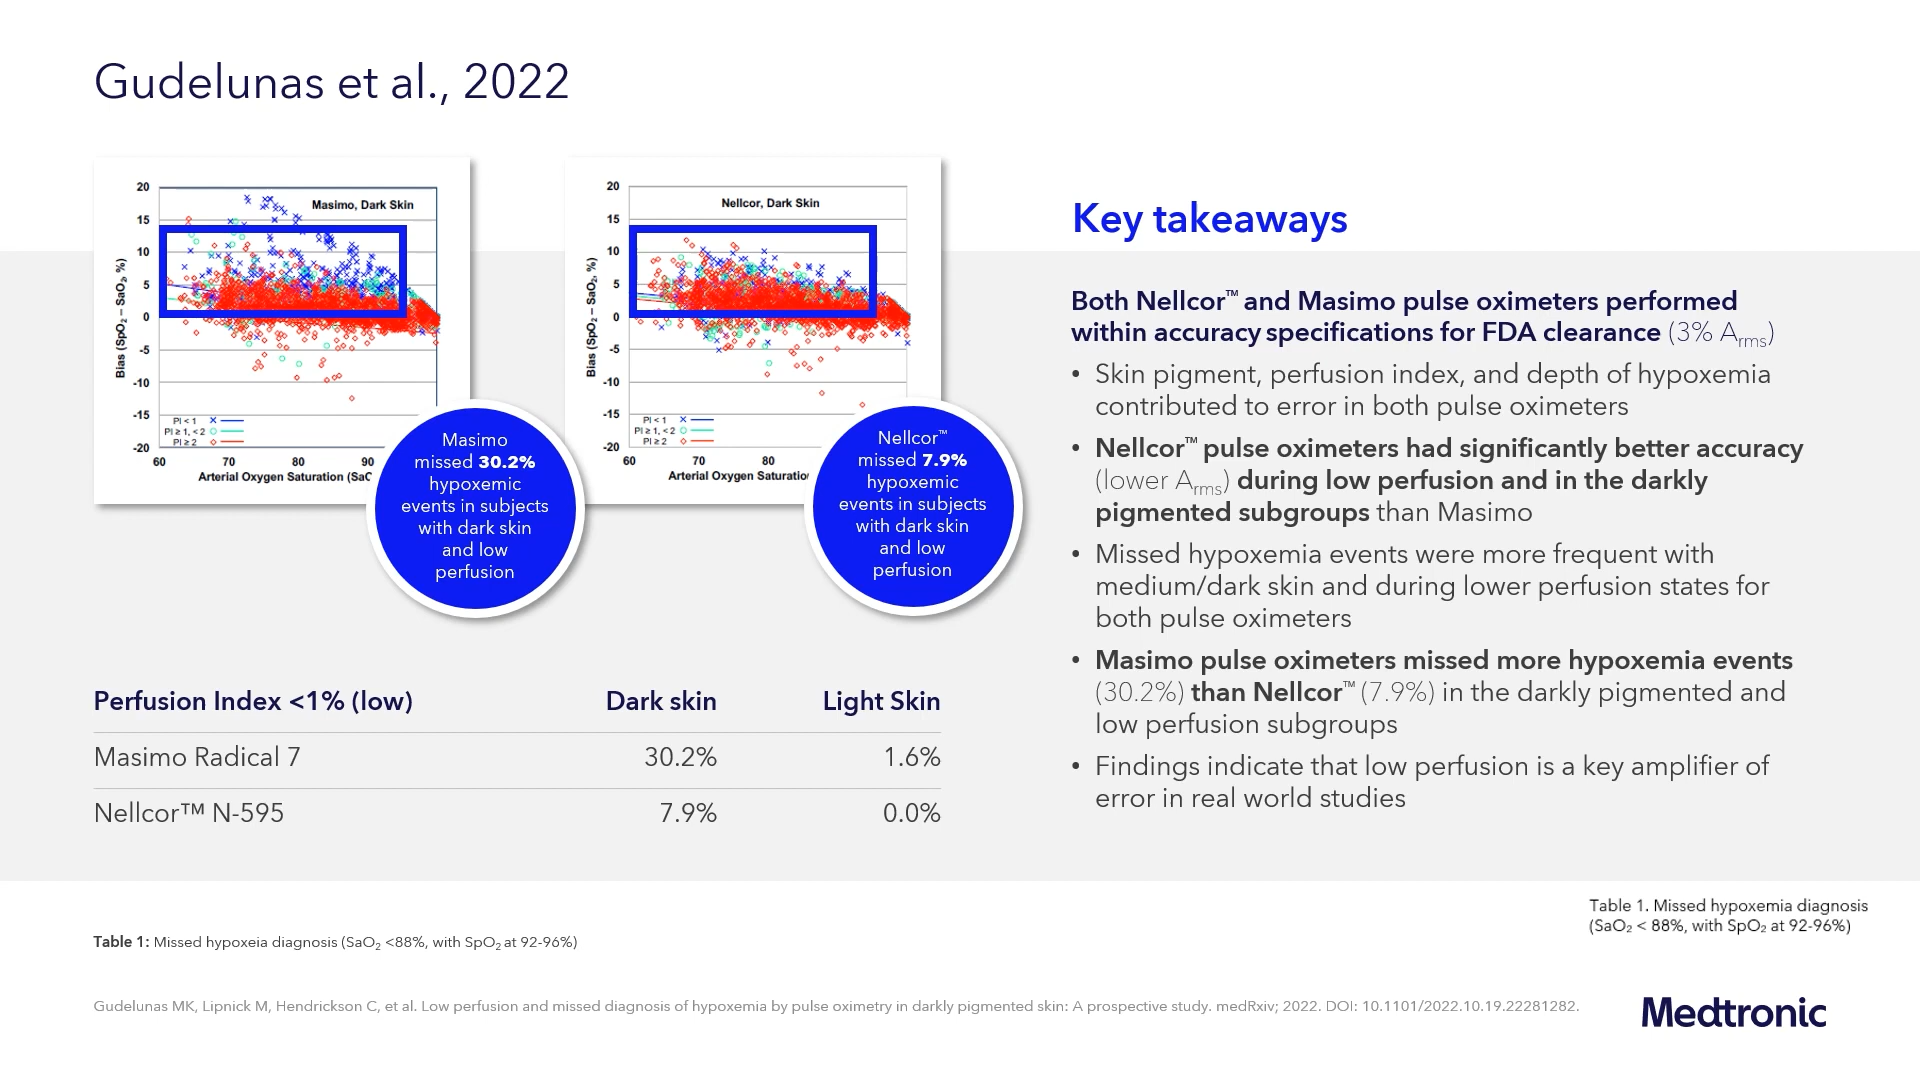 Gudelunas et al., 2022
20
15
10
5
0
-5
-10
-15
-20
Bias (SpO₂ – SaO₂, %)
Masimo, Dark Skin
PI < 1
PI ≥ 1, < 2
PI ≥ 2
60 70 80 90
Arterial Oxygen Saturation (SaO
Masimo
missed 30.2%
hypoxemic
events in subjects
with dark skin
and low
perfusion
20
15
10
5
0
-5
-10
-15
-20
Bias (SpO₂ – SaO₂, %)
Nellcor, Dark Skin
PI < 1
PI ≥ 1, < 2
PI ≥ 2
60 70 80
Arterial Oxygen Saturation
Nellcor™
missed 7.9%
hypoxemic
events in subjects
with dark skin
and low
perfusion
Perfusion Index <1% (low) Dark skin Light Skin
Masimo Radical 7 30.2% 1.6%
Nellcor™ N-595 7.9% 0.0%
Key takeaways
Both Nellcor™ and Masimo pulse oximeters performed
within accuracy specifications for FDA clearance (3% Arms)
• Skin pigment, perfusion index, and depth of hypoxemia
contributed to error in both pulse oximeters
• Nellcor™ pulse oximeters had significantly better accuracy
(lower Arms) during low perfusion and in the darkly
pigmented subgroups than Masimo
• Missed hypoxemia events were more frequent with
medium/dark skin and during lower perfusion states for
both pulse oximeters
• Masimo pulse oximeters missed more hypoxemia events
(30.2%) than Nellcor™ (7.9%) in the darkly pigmented and
low perfusion subgroups
• Findings indicate that low perfusion is a key amplifier of
error in real world studies
Table 1. Missed hypoxemia diagnosis
(SaO₂ < 88%, with SpO₂ at 92-96%)
Table 1: Missed hypoxeia diagnosis (SaO₂ <88%, with SpO₂ at 92-96%)
Gudelunas MK, Lipnick M, Hendrickson C, et al. Low perfusion and missed diagnosis of hypoxemia by pulse oximetry in darkly pigmented skin: A prospective study. medRxiv; 2022. DOI: 10.1101/2022.10.19.22281282.
Medtronic